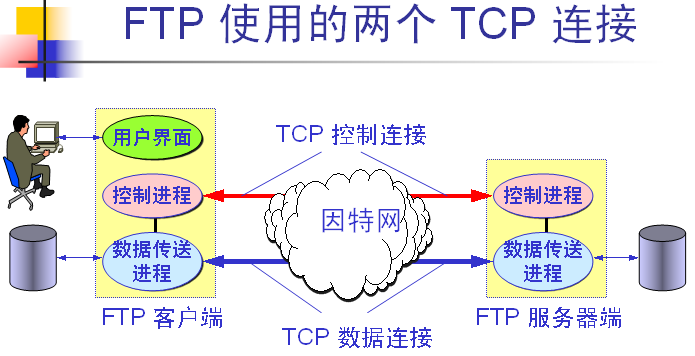 FTP 使用的两个 TCP 连接
TCP 控制连接
用户界面
控制进程
控制进程
因特网
数据传送
进程
数据传送
进程
FTP 客户端
FTP 服务器端
TCP 数据连接